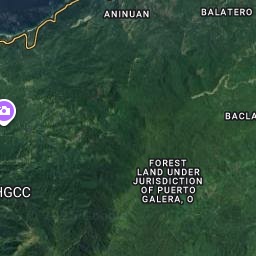 ANINUAN
BALATERO
BACLA
FOREST
LAND UNDER
JURISDICTION
OF PUERTO
GALERA, O
HGCC